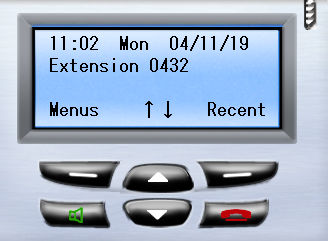 11:02 Mon 04/11/19
Extension 0432
Menus ↑↓ Recent